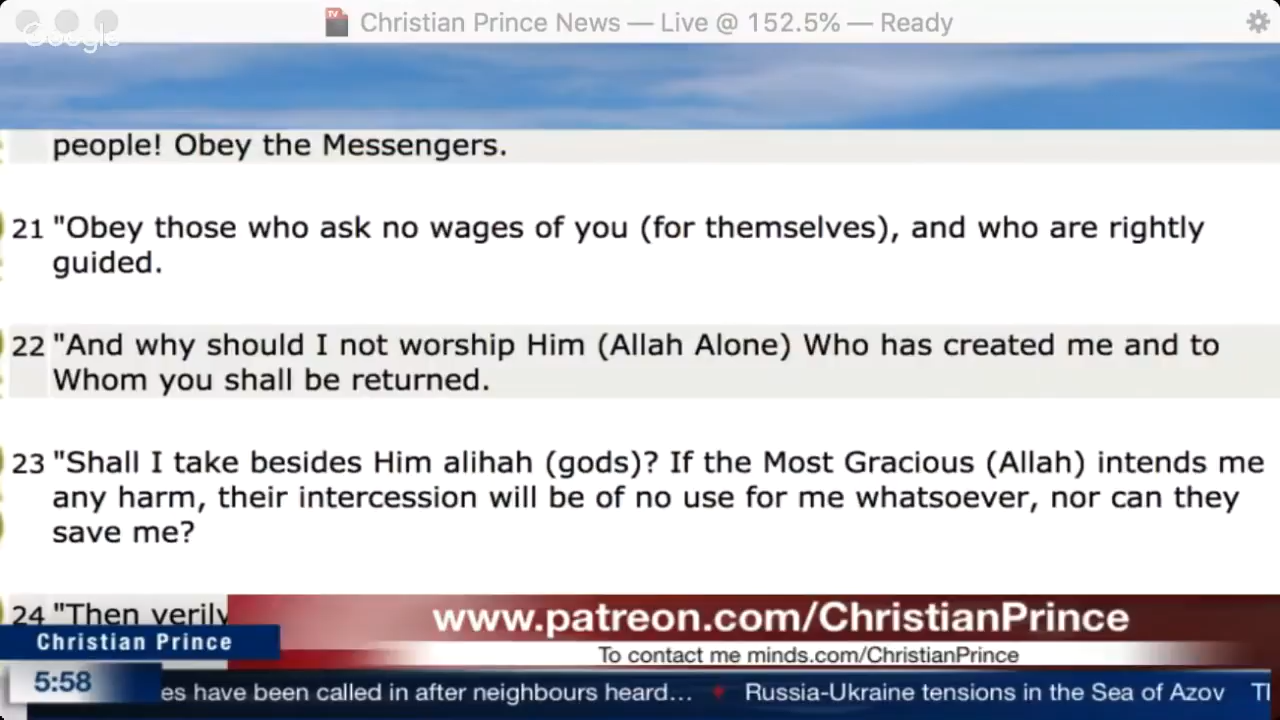 Google
Christian Prince News — Live @ 152.5% — Ready
people! Obey the Messengers.
21 "Obey those who ask no wages of you (for themselves), and who are rightly
guided.
22 "And why should I not worship Him (Allah Alone) Who has created me and to
Whom you shall be returned.
23 "Shall I take besides Him alihah (gods)? If the Most Gracious (Allah) intends me
any harm, their intercession will be of no use for me whatsoever, nor can they
save me?
24 "Then verily
www.patreon.com/ChristianPrince
Christian Prince
To contact me minds.com/ChristianPrince
5:58
es have been called in after neighbours heard... Russia-Ukraine tensions in the Sea of Azov